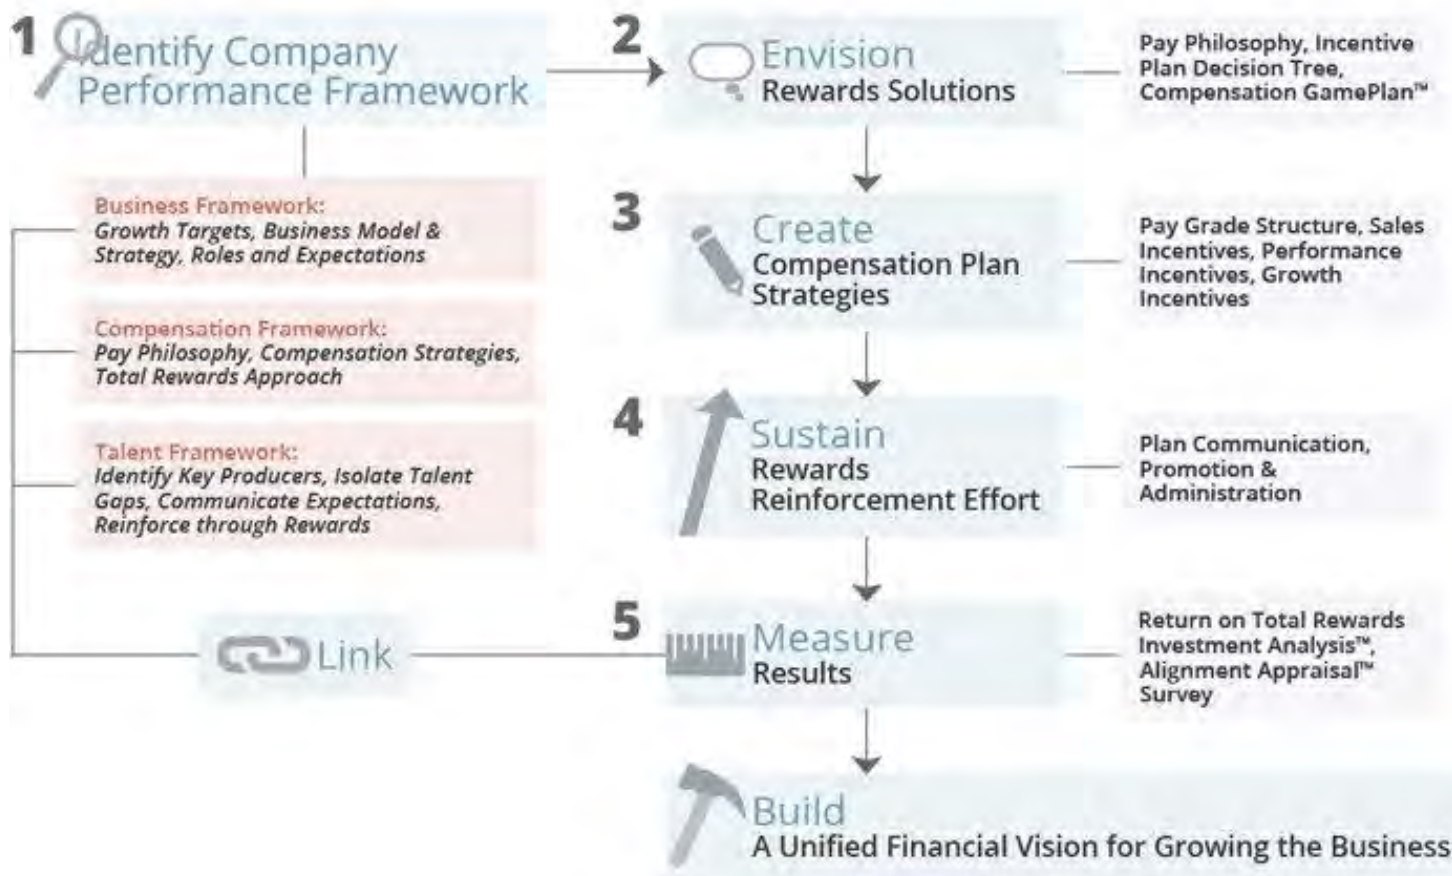 1
Identify Company
Performance Framework
Business Framework:
Growth Targets, Business Model &
Strategy, Roles and Expectations
Compensation Framework:
Pay Philosophy, Compensation Strategies,
Total Rewards Approach
Talent Framework:
Identify Key Producers, Isolate Talent
Gaps, Communicate Expectations,
Reinforce through Rewards
Link
2
Envision
Rewards Solutions
Pay Philosophy, Incentive
Plan Decision Tree,
Compensation GamePlan™
3
Create
Compensation Plan
Strategies
Pay Grade Structure, Sales
Incentives, Performance
Incentives, Growth
Incentives
4
Sustain
Rewards
Reinforcement Effort
Plan Communication,
Promotion &
Administration
5
Measure
Results
Return on Total Rewards
Investment Analysis™,
Alignment Appraisal™
Survey
Build
A Unified Financial Vision for Growing the Business